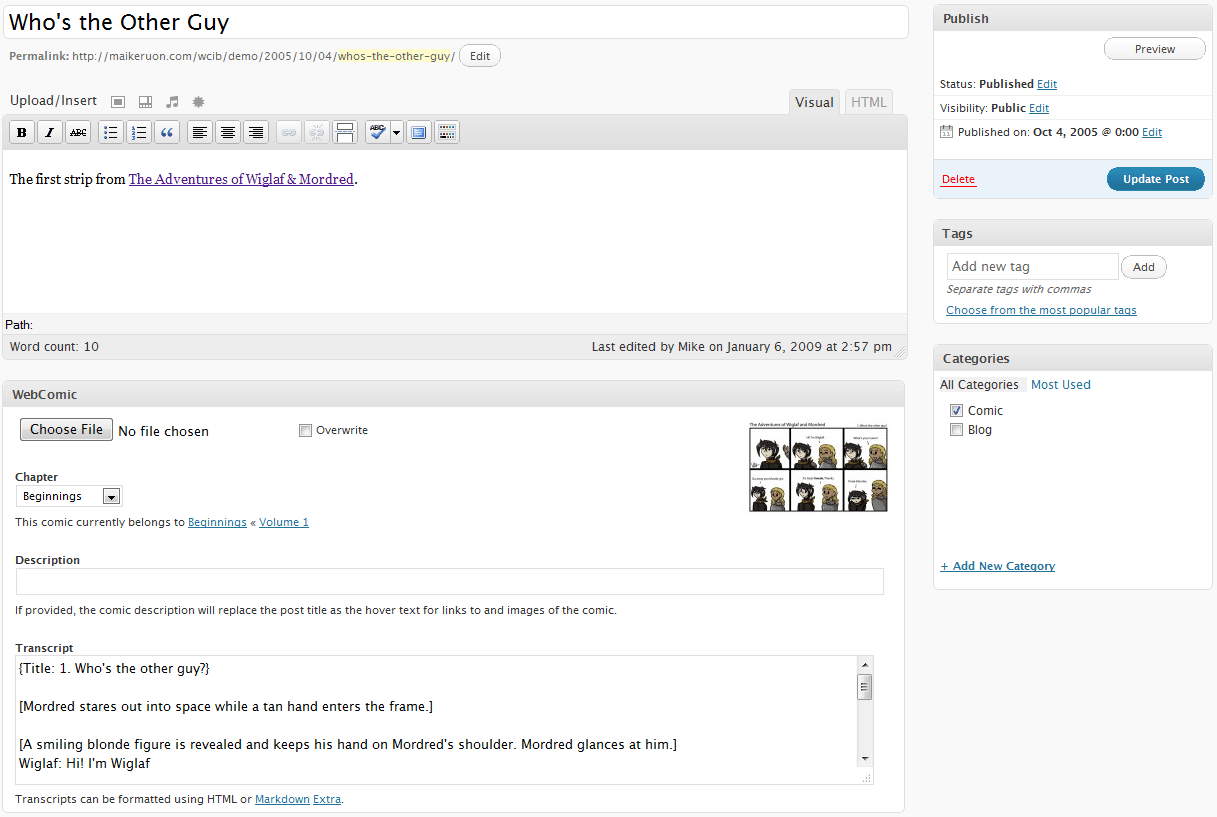 Who's the Other Guy
Permalink: http://maikeruon.com/wcib/demo/2005/10/04/whos-the-other-guy/ Edit
Upload/Insert
Visual HTML
B I ABC ABC
The first strip from The Adventures of Wiglaf & Mordred.
Path:
Word count: 10
Last edited by Mike on January 6, 2009 at 2:57 pm
WebComic
Choose File No file chosen
Overwrite
The Adventures of Wiglaf and Mordred
Chapter
Beginnings
This comic currently belongs to Beginnings « Volume 1
Description
If provided, the comic description will replace the post title as the hover text for links to and images of the comic.
Transcript
{Title: 1. Who's the other guy?}
[Mordred stares out into space while a tan hand enters the frame.]
[A smiling blonde figure is revealed and keeps his hand on Mordred's shoulder. Mordred glances at him.]
Wiglaf: Hi! I'm Wiglaf
Transcripts can be formatted using HTML or Markdown Extra.
Publish
Preview
Status: Published Edit
Visibility: Public Edit
11 Published on: Oct 4, 2005 @ 0:00 Edit
Delete
Update Post
Tags
Add new tag
Add
Separate tags with commas
Choose from the most popular tags
Categories
All Categories Most Used
Comic
Blog
+ Add New Category